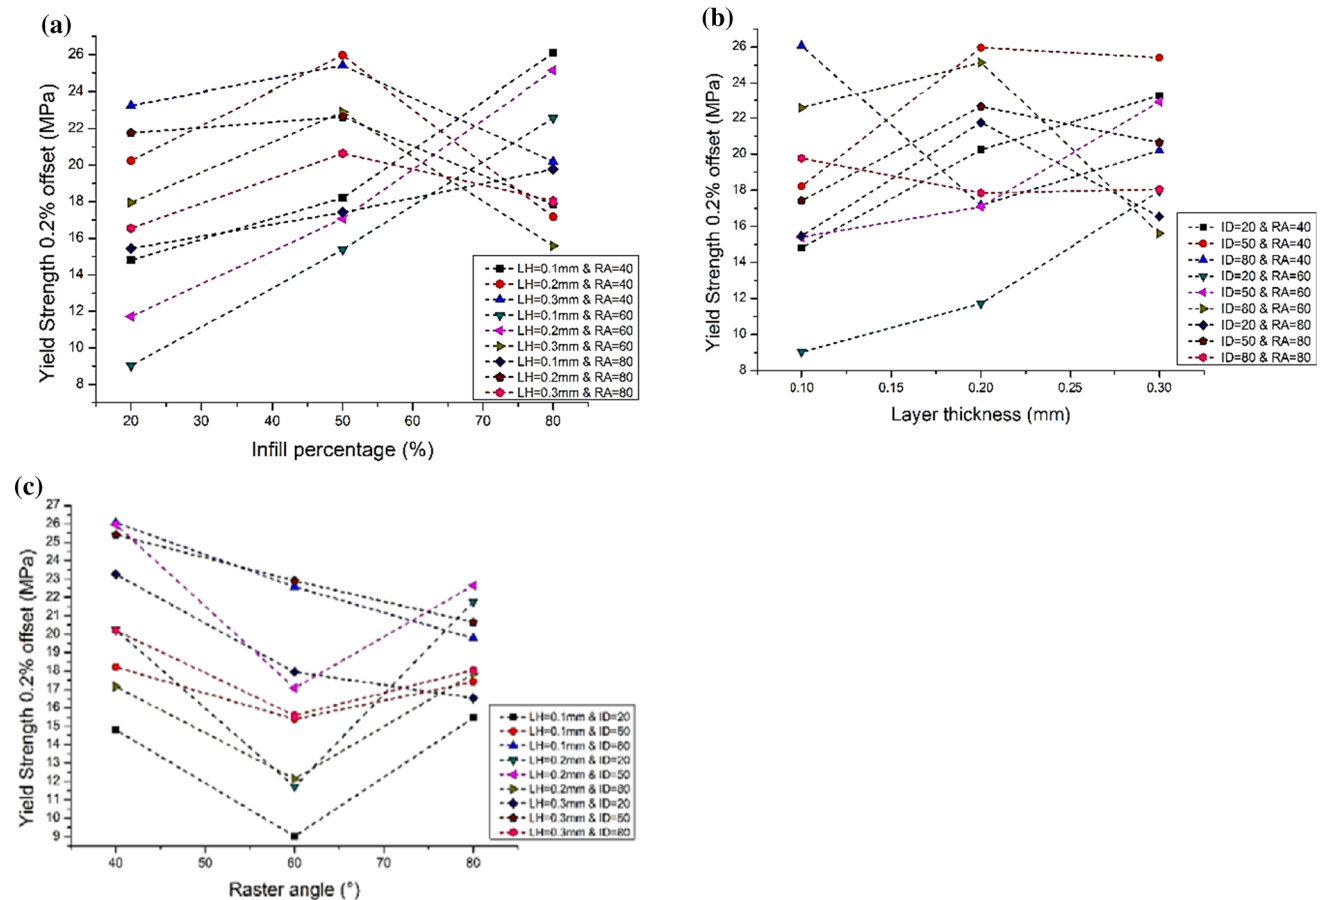 (a)
26
24
22
20
18
16
14
12
10
8
Yield Strength 0.2% offset (MPa)
20 30 40 50 60 70 80
Infill percentage (%)
LH=0.1mm & RA=40
LH=0.2mm & RA=40
LH=0.3mm & RA=40
LH=0.1mm & RA=60
LH=0.2mm & RA=60
LH=0.3mm & RA=60
LH=0.1mm & RA=80
LH=0.2mm & RA=80
LH=0.3mm & RA=80
(b)
26
24
22
20
18
16
14
12
10
8
Yield Strength 0.2% offset (MPa)
0.10 0.15 0.20 0.25 0.30
Layer thickness (mm)
ID=20 & RA=40
ID=50 & RA=40
ID=80 & RA=40
ID=20 & RA=60
ID=50 & RA=60
ID=80 & RA=60
ID=20 & RA=80
ID=50 & RA=80
ID=80 & RA=80
(c)
27
26
25
24
23
22
21
20
19
18
17
16
15
14
13
12
11
10
9
Yield Strength 0.2% offset (MPa)
40 50 60 70 80
Raster angle (°)
LH=0.1mm & ID=20
LH=0.1mm & ID=50
LH=0.1mm & ID=80
LH=0.2mm & ID=20
LH=0.2mm & ID=50
LH=0.2mm & ID=80
LH=0.3mm & ID=20
LH=0.3mm & ID=50
LH=0.3mm & ID=80